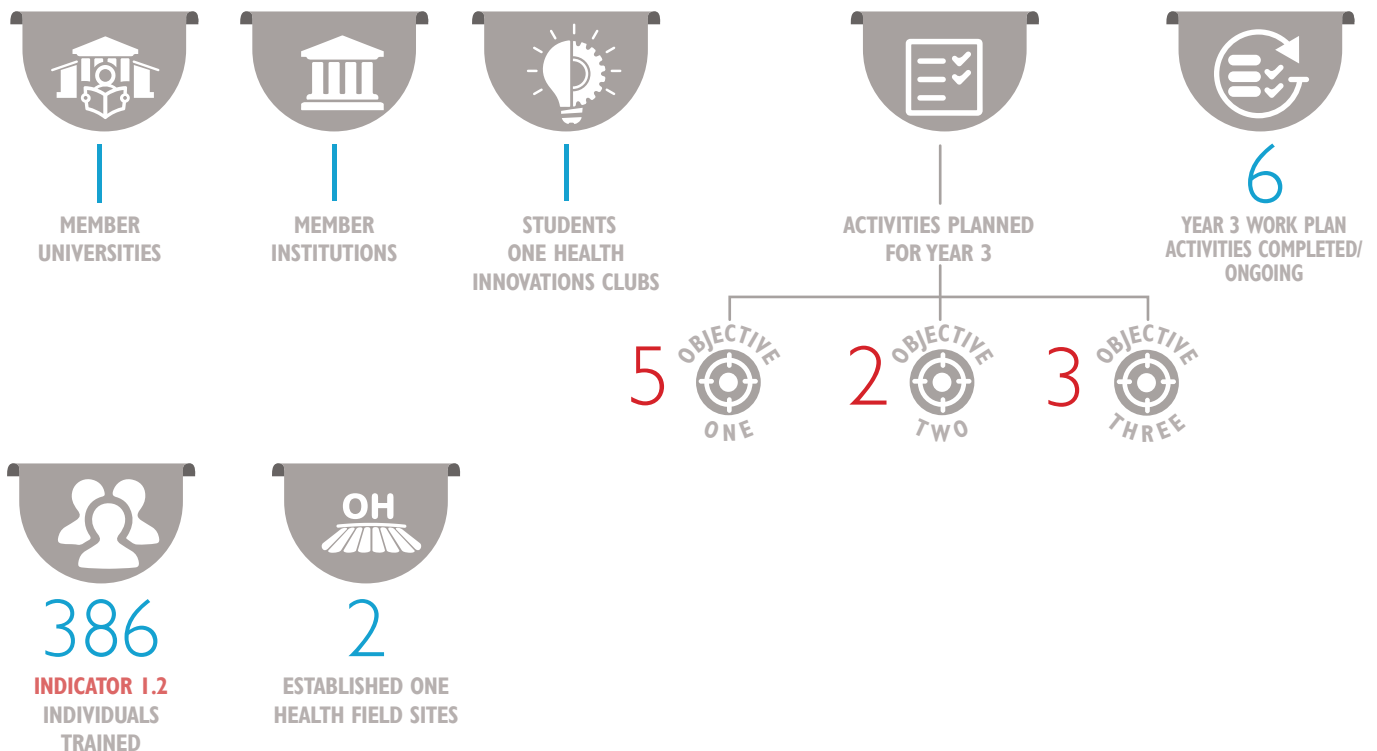 1
MEMBER
UNIVERSITIES
1
MEMBER
INSTITUTIONS
1
STUDENTS
ONE HEALTH
INNOVATIONS CLUBS
ACTIVITIES PLANNED
FOR YEAR 3
5
OBJECTIVE
ONE
2
OBJECTIVE
TWO
3
OBJECTIVE
THREE
6
YEAR 3 WORK PLAN
ACTIVITIES COMPLETED/
ONGOING
386
INDICATOR 1.2
INDIVIDUALS
TRAINED
OH
2
ESTABLISHED ONE
HEALTH FIELD SITES